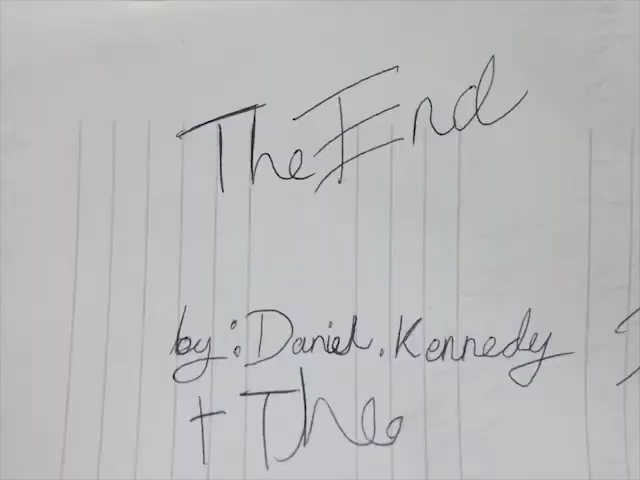 The End
by: Daniel. Kennedy
+ Theo